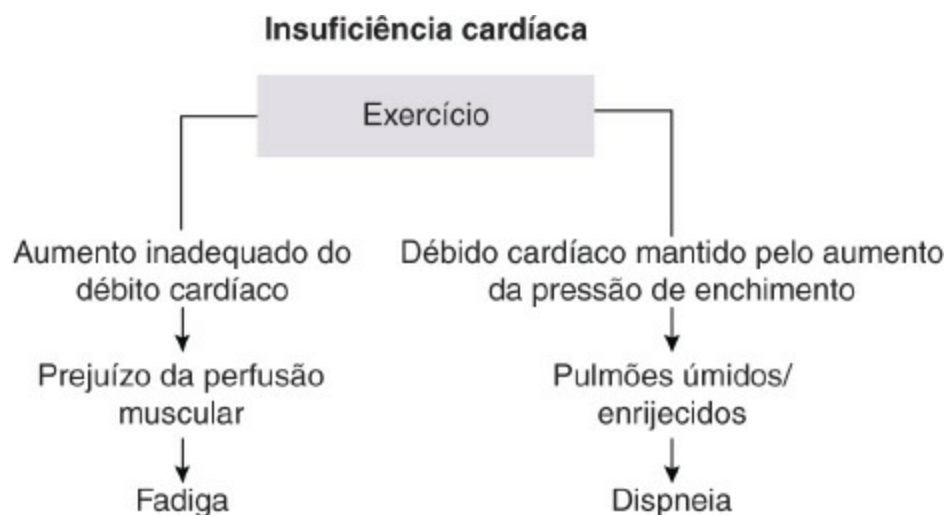 Insuficiência cardíaca
Exercício
Aumento inadequado do
débito cardíaco
Débido cardíaco mantido pelo aumento
da pressão de enchimento
Prejuízo da perfusão
muscular
Pulmões úmidos/
enrijecidos
Fadiga
Dispneia